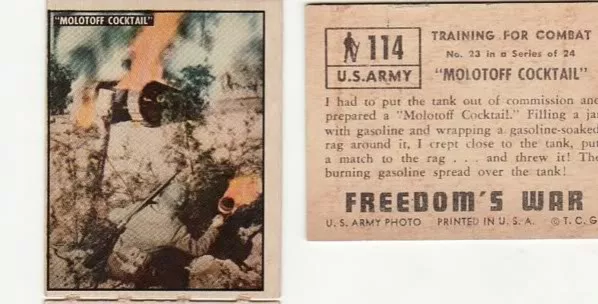 "MOLOTOFF COCKTAIL"
114
U.S.ARMY
TRAINING FOR COMBAT
No. 23 in a Series of 24
"MOLOTOFF COCKTAIL"
I had to put the tank out of commission and
prepared a "Molotoff Cocktail." Filling a jar
with gasoline and wrapping a gasoline-soaked
rag around it, I crept close to the tank, put
a match to the rag . . . and threw it! The
burning gasoline spread over the tank!
FREEDOM'S WAR
U. S. ARMY PHOTO PRINTED IN U. S. A. © T. C. G